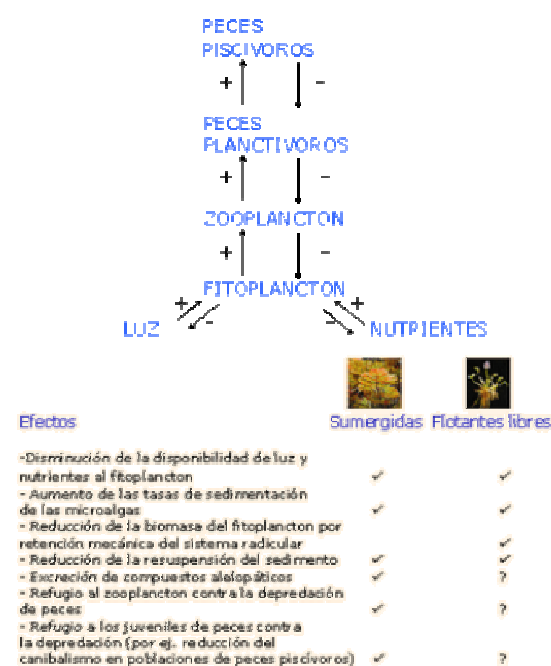 PECES
PISCIVOROS
+ -
PECES
PLANCTIVOROS
+ -
ZOOPLANCTON
+ -
FITOPLANCTON
+ - - +
LUZ NUTRIENTES
Efectos Sumergidas Flotantes libres
-Disminución de la disponibilidad de luz y
nutrientes al fitoplancton ✓ ✓
- Aumento de las tasas de sedimentación
de las microalgas ✓ ✓
- Reducción de la biomasa del fitoplancton por
retención mecánica del sistema radicular ✓
- Reducción de la resuspensión del sedimento ✓ ✓
- Excreción de compuestos alelopáticos ✓ ?
- Refugio al zooplancton contra la depredación
de peces ✓ ?
- Refugio a los juveniles de peces contra
la depredación (por ej. reducción del
canibalismo en poblaciones de peces piscívoros) ✓ ?